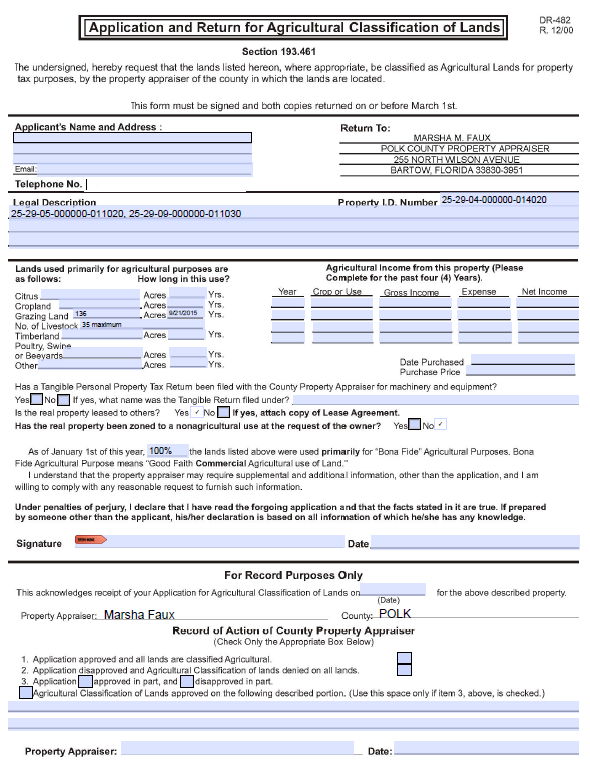 Application and Return for Agricultural Classification of Lands
DR-482
R. 12/00
Section 193.461
The undersigned, hereby request that the lands listed hereon, where appropriate, be classified as Agricultural Lands for property
tax purposes, by the property appraiser of the county in which the lands are located.
This form must be signed and both copies returned on or before March 1st.
Applicant's Name and Address :
Return To:
MARSHA M. FAUX
POLK COUNTY PROPERTY APPRAISER
255 NORTH WILSON AVENUE
BARTOW, FLORIDA 33830-3951
Email:
Telephone No.
Legal Description
Property I.D. Number 25-29-04-000000-014020
25-29-05-000000-011020, 25-29-09-000000-011030
Lands used primarily for agricultural purposes are
as follows: How long in this use?
Citrus Acres Yrs.
Cropland Acres Yrs.
Grazing Land 136 Acres 9/21/2015 Yrs.
No. of Livestock 35 maximum
Timberland Acres Yrs.
Poultry, Swine
or Beeyards Acres Yrs.
Other Acres Yrs.
Agricultural Income from this property (Please
Complete for the past four (4) Years).
Year Crop or Use Gross Income Expense Net Income
Date Purchased
Purchase Price
Has a Tangible Personal Property Tax Return been filed with the County Property Appraiser for machinery and equipment?
Yes No If yes, what name was the Tangible Return filed under?
Is the real property leased to others? Yes ✓ No If yes, attach copy of Lease Agreement.
Has the real property been zoned to a nonagricultural use at the request of the owner? Yes No ✓
As of January 1st of this year, 100% the lands listed above were used primarily for "Bona Fide" Agricultural Purposes. Bona
Fide Agricultural Purpose means "Good Faith Commercial Agricultural use of Land."
I understand that the property appraiser may require supplemental and additional information, other than the application, and I am
willing to comply with any reasonable request to furnish such information.
Under penalties of perjury, I declare that I have read the forgoing application and that the facts stated in it are true. If prepared
by someone other than the applicant, his/her declaration is based on all information of which he/she has any knowledge.
Signature Date
For Record Purposes Only
This acknowledges receipt of your Application for Agricultural Classification of Lands on for the above described property.
(Date)
Property Appraiser: Marsha Faux County: POLK
Record of Action of County Property Appraiser
(Check Only the Appropriate Box Below)
1. Application approved and all lands are classified Agricultural.
2. Application disapproved and Agricultural Classification of lands denied on all lands.
3. Application approved in part, and disapproved in part.
Agricultural Classification of Lands approved on the following described portion. (Use this space only if item 3, above, is checked.)
Property Appraiser: Date: